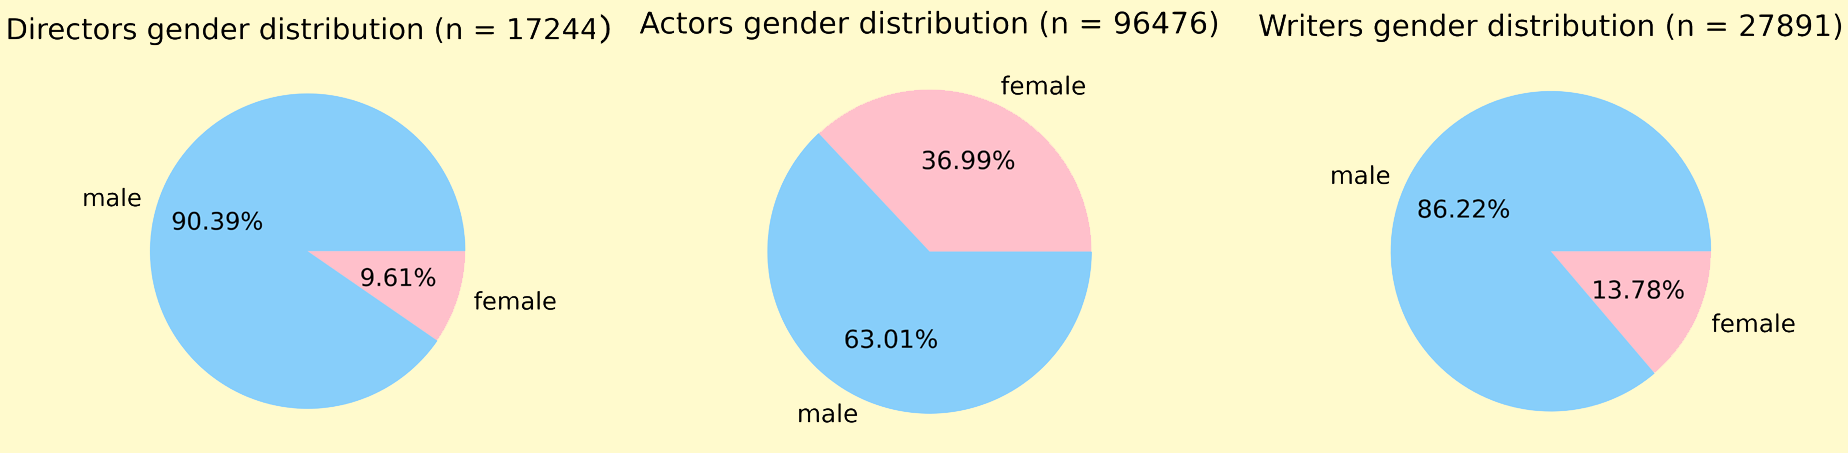 Directors gender distribution (n = 17244)
male
90.39%
9.61%
female
Actors gender distribution (n = 96476)
female
36.99%
63.01%
male
Writers gender distribution (n = 27891)
male
86.22%
13.78%
female